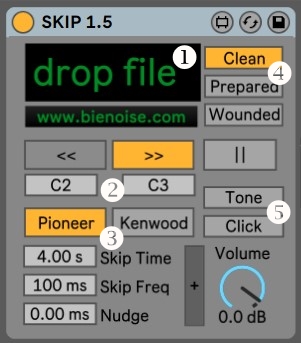 SKIP 1.5
drop file
1
Clean
4
Prepared
www.bienoise.com
Wounded
<< >> ||
C2 2 C3
Tone
5
Pioneer Kenwood
Click
3
4.00 s Skip Time
Volume
100 ms Skip Freq
+
0.00 ms Nudge
0.0 dB